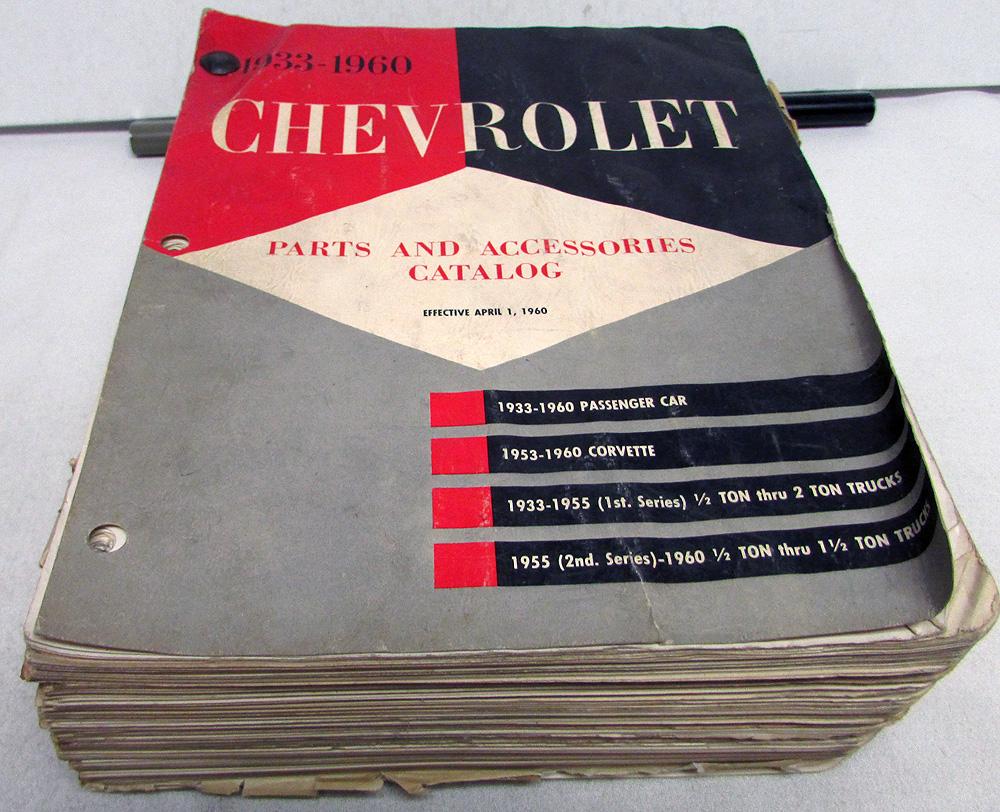 1933-1960
CHEVROLET
PARTS AND ACCESSORIES
CATALOG
EFFECTIVE APRIL 1, 1960
1933-1960 PASSENGER CAR
1953-1960 CORVETTE
1933-1955 (1st. Series) ½ TON thru 2 TON TRUCKS
1955 (2nd. Series)-1960 ½ TON thru 1½ TON TRUCKS